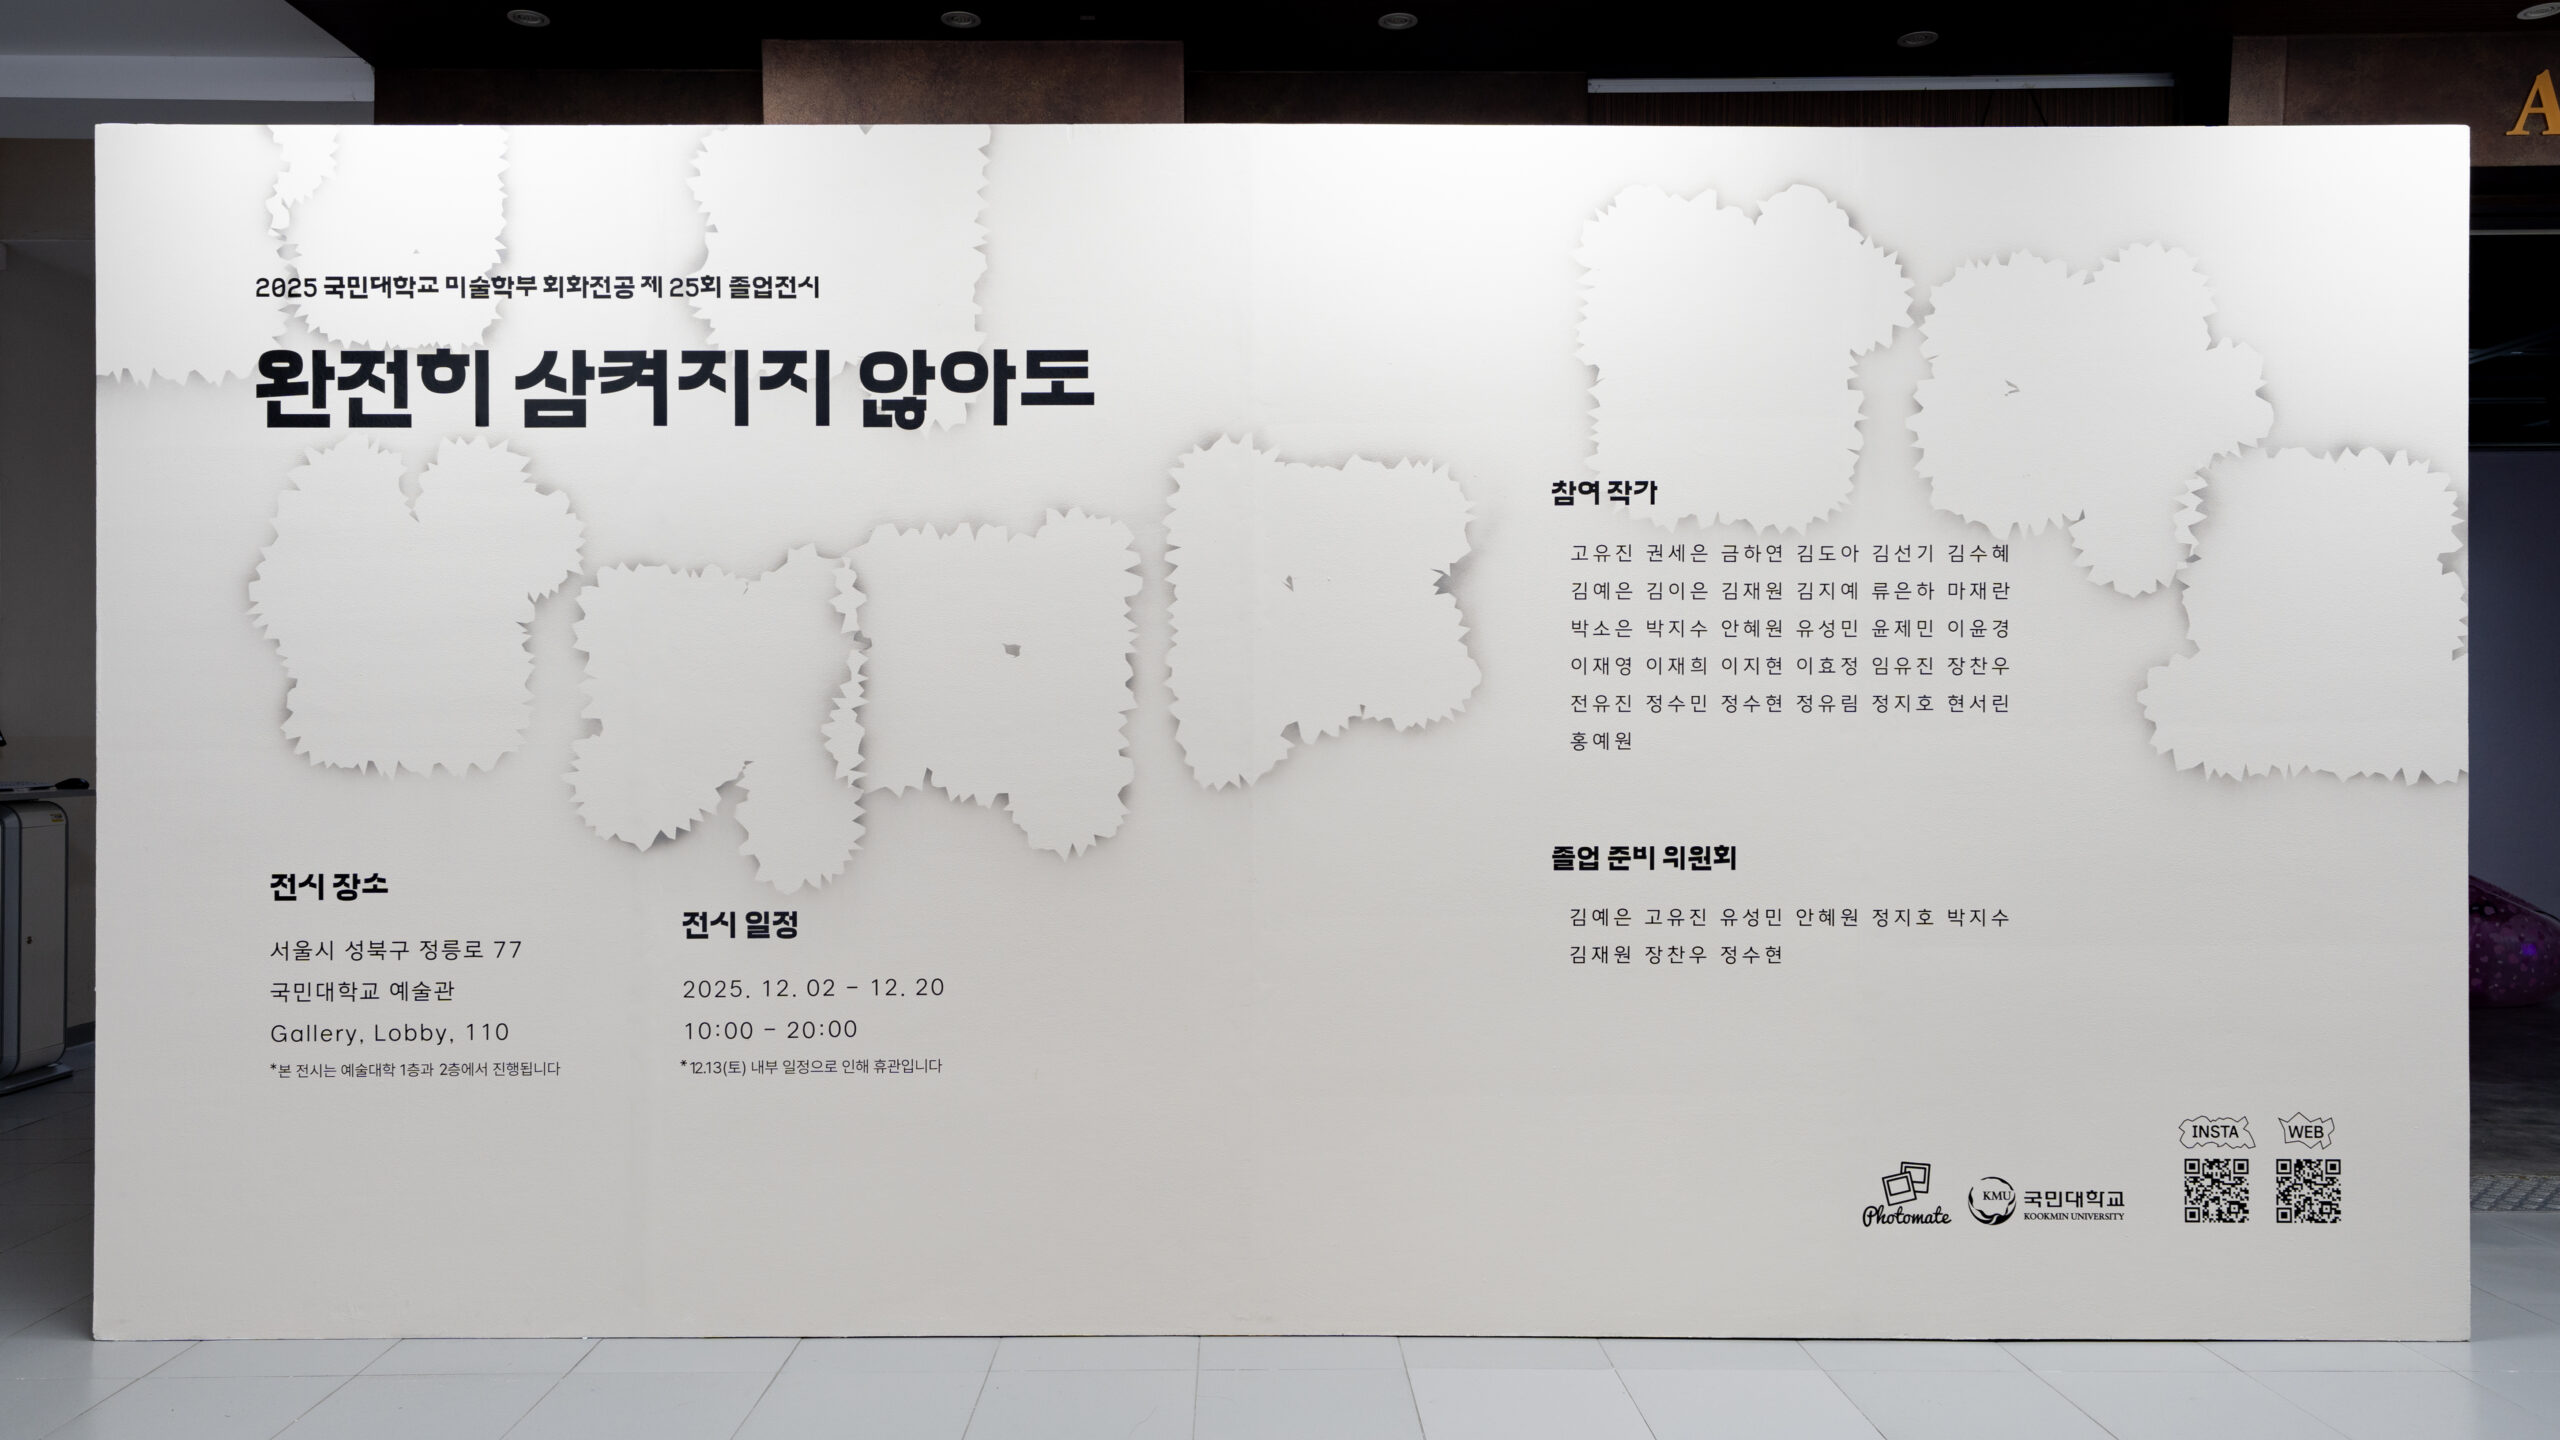 2025 국민대학교 미술학부 회화전공 제 25회 졸업전시
완전히 삼켜지지 않아도
전시 장소
서울시 성북구 정릉로 77
국민대학교 예술관
Gallery, Lobby, 110
*본 전시는 예술대학 1층과 2층에서 진행됩니다
전시 일정
2025. 12. 02 - 12. 20
10:00 - 20:00
*12.13(토) 내부 일정으로 인해 휴관입니다
참여 작가
고유진 권세은 금하연 김도아 김선기 김수혜
김예은 김이은 김재원 김지예 류은하 마재란
박소은 박지수 안혜원 유성민 윤제민 이윤경
이재영 이재희 이지현 이효정 임유진 장찬우
전유진 정수민 정수현 정유림 정지호 현서린
홍예원
졸업 준비 위원회
김예은 고유진 유성민 안혜원 정지호 박지수
김재원 장찬우 정수현
Photomate
KMU 국민대학교
KOOKMIN UNIVERSITY
INSTA
WEB
A